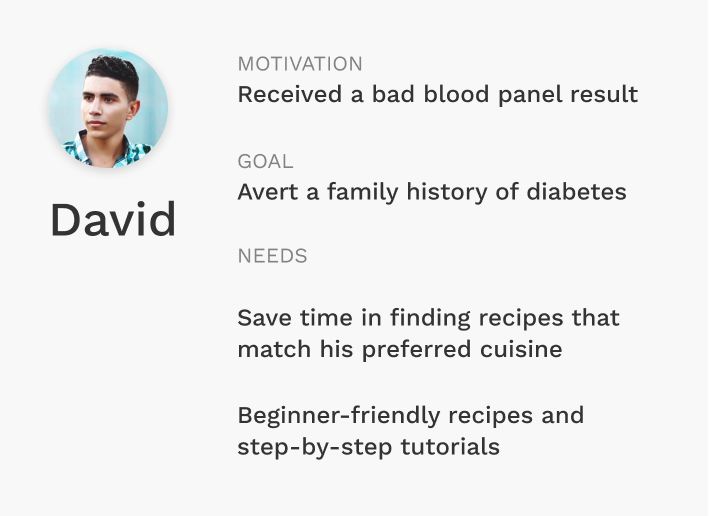 David
MOTIVATION
Received a bad blood panel result
GOAL
Avert a family history of diabetes
NEEDS
Save time in finding recipes that
match his preferred cuisine
Beginner-friendly recipes and
step-by-step tutorials